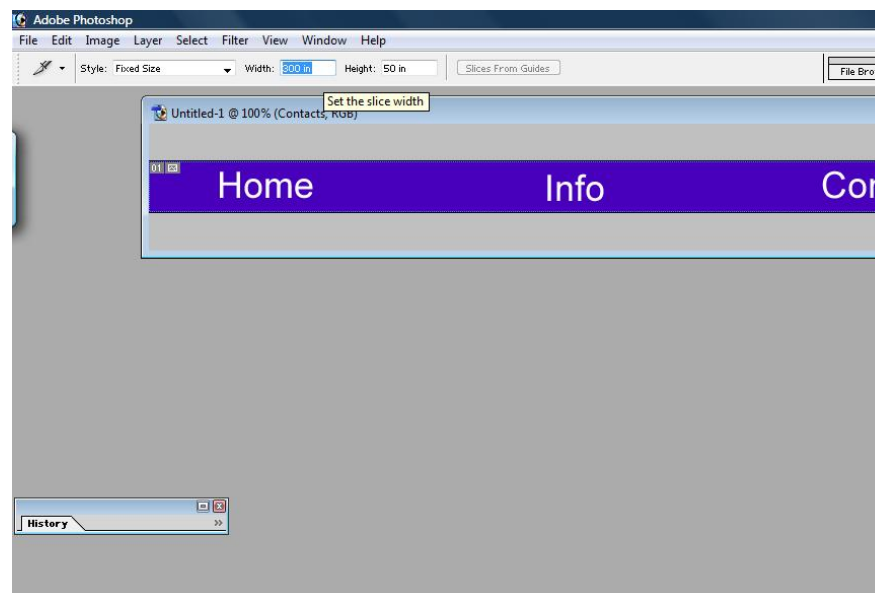 Adobe Photoshop
File Edit Image Layer Select Filter View Window Help
Style: Fixed Size Width: 300 in Height: 50 in Slices From Guides File Bro
Set the slice width
Untitled-1 @ 100% (Contacts, RGB)
01
Home Info Con
History